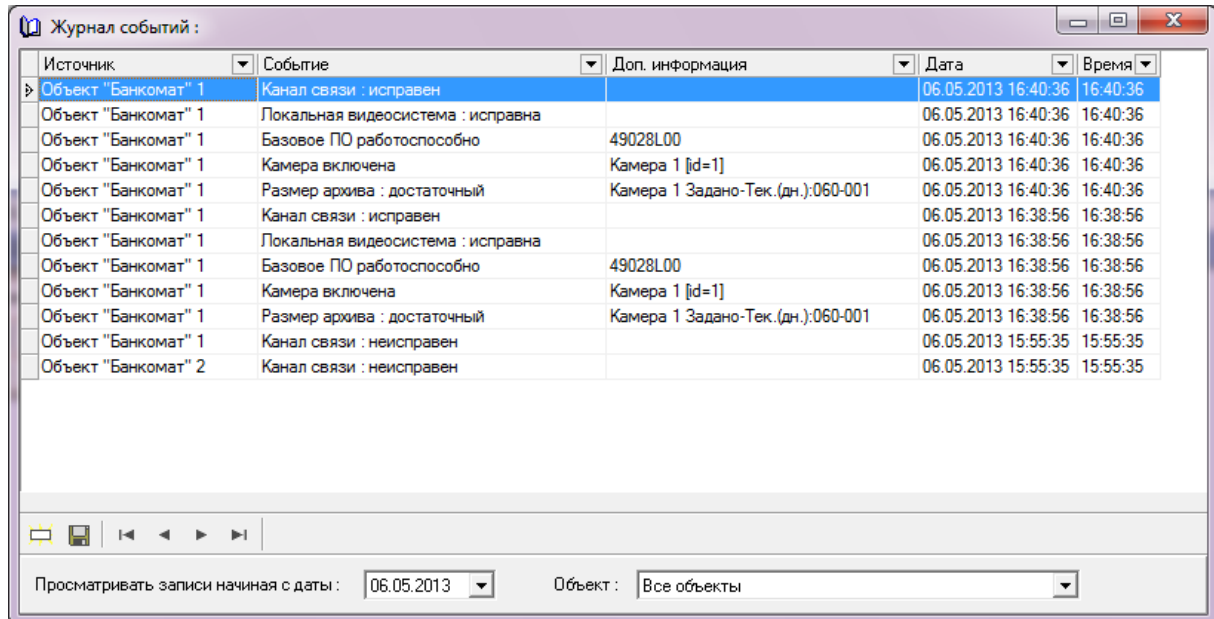 Журнал событий :
Источник Событие Доп. информация Дата Время
Объект "Банкомат" 1 Канал связи : исправен 06.05.2013 16:40:36 16:40:36
Объект "Банкомат" 1 Локальная видеосистема : исправна 06.05.2013 16:40:36 16:40:36
Объект "Банкомат" 1 Базовое ПО работоспособно 49028L00 06.05.2013 16:40:36 16:40:36
Объект "Банкомат" 1 Камера включена Камера 1 [id=1] 06.05.2013 16:40:36 16:40:36
Объект "Банкомат" 1 Размер архива : достаточный Камера 1 Задано-Тек.(дн.):060-001 06.05.2013 16:40:36 16:40:36
Объект "Банкомат" 1 Канал связи : исправен 06.05.2013 16:38:56 16:38:56
Объект "Банкомат" 1 Локальная видеосистема : исправна 06.05.2013 16:38:56 16:38:56
Объект "Банкомат" 1 Базовое ПО работоспособно 49028L00 06.05.2013 16:38:56 16:38:56
Объект "Банкомат" 1 Камера включена Камера 1 [id=1] 06.05.2013 16:38:56 16:38:56
Объект "Банкомат" 1 Размер архива : достаточный Камера 1 Задано-Тек.(дн.):060-001 06.05.2013 16:38:56 16:38:56
Объект "Банкомат" 1 Канал связи : неисправен 06.05.2013 15:55:35 15:55:35
Объект "Банкомат" 2 Канал связи : неисправен 06.05.2013 15:55:35 15:55:35
Просматривать записи начиная с даты : 06.05.2013 Объект : Все объекты